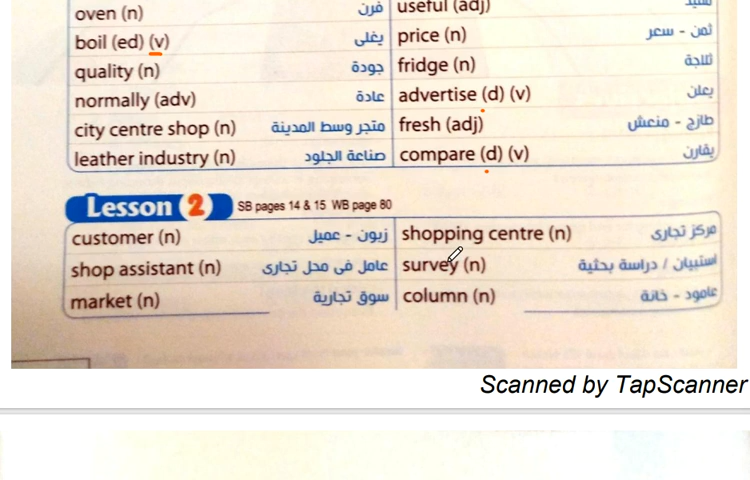 oven (n) فرن useful (adj)
boil (ed) (v) يغلى price (n) ثمن - سعر
quality (n) جودة fridge (n) ثلاجة
normally (adv) عادة advertise (d) (v) يعلن
city centre shop (n) متجر وسط المدينة fresh (adj) طازج - منعش
leather industry (n) صناعة الجلود compare (d) (v) يقارن
Lesson 2 SB pages 14 & 15 WB page 80
customer (n) زبون - عميل shopping centre (n) مركز تجارى
shop assistant (n) عامل فى محل تجارى survey (n) استبيان / دراسة بحثية
market (n) سوق تجارية column (n) عامود - خانة
Scanned by TapScanner